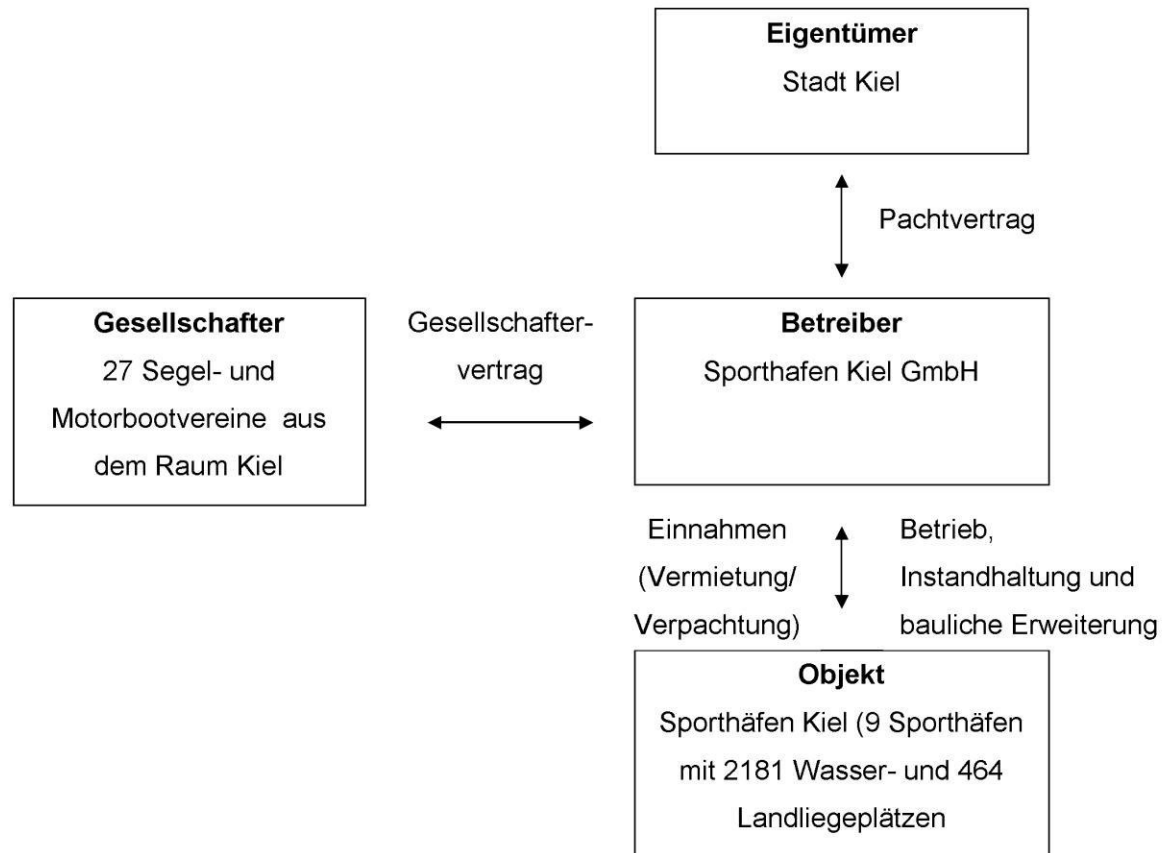 Eigentümer
Stadt Kiel
Pachtvertrag
Gesellschafter
27 Segel- und
Motorbootvereine aus
dem Raum Kiel
Gesellschafter-
vertrag
Betreiber
Sporthafen Kiel GmbH
Einnahmen
(Vermietung/
Verpachtung)
Betrieb,
Instandhaltung und
bauliche Erweiterung
Objekt
Sporthäfen Kiel (9 Sporthäfen
mit 2181 Wasser- und 464
Landliegeplätzen